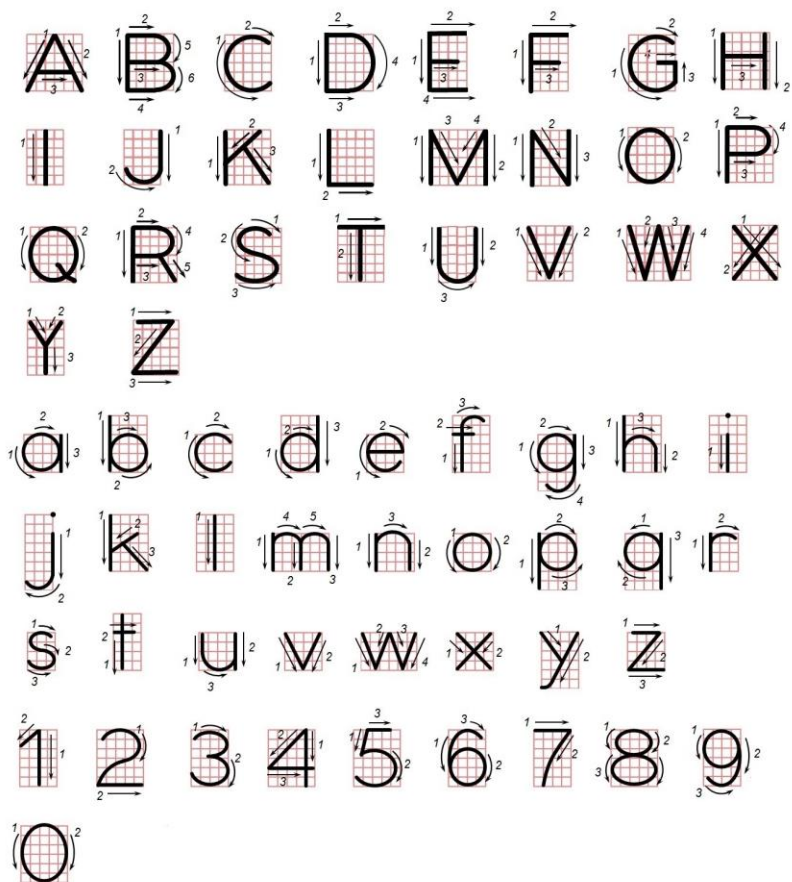 A B C D E F G H
I J K L M N O P
Q R S T U V W X
Y Z
a b c d e f g h i
j k l m n o p q r
s t u v w x y z
1 2 3 4 5 6 7 8 9
0